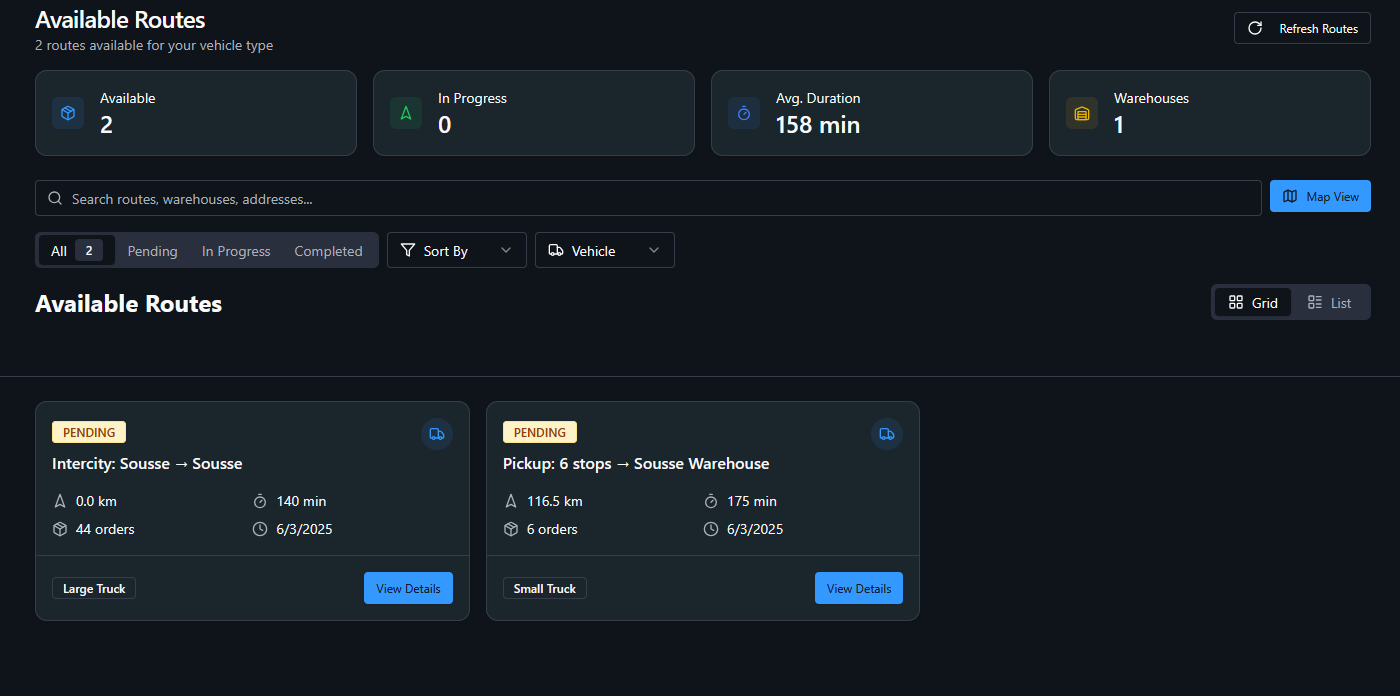 Available Routes
2 routes available for your vehicle type
Refresh Routes
Available
2
In Progress
0
Avg. Duration
158 min
Warehouses
1
Search routes, warehouses, addresses...
Map View
All 2 Pending In Progress Completed
Sort By
Vehicle
Available Routes
Grid List
PENDING
Intercity: Sousse → Sousse
0.0 km 140 min
44 orders 6/3/2025
Large Truck View Details
PENDING
Pickup: 6 stops → Sousse Warehouse
116.5 km 175 min
6 orders 6/3/2025
Small Truck View Details